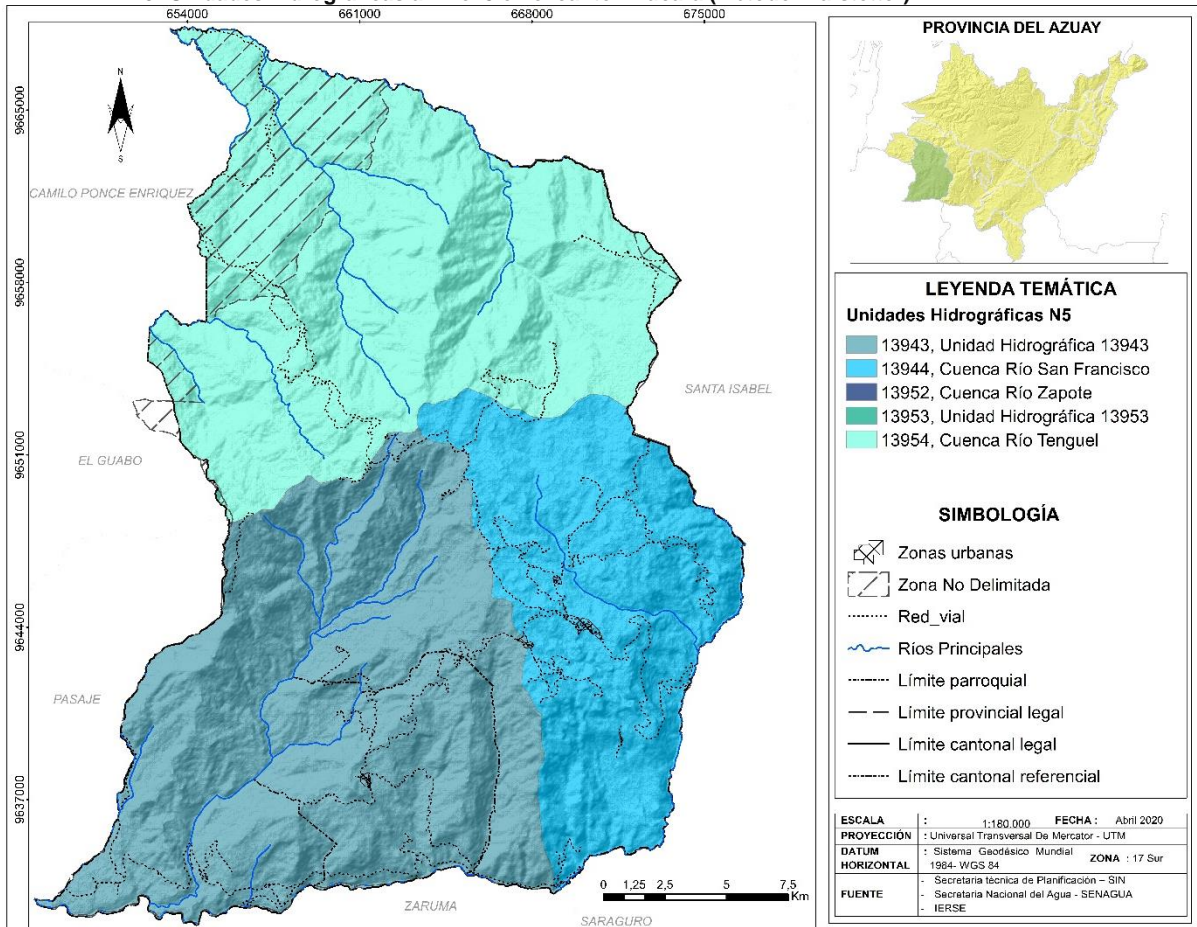 654000 661000 668000 675000
9665000
9658000
9651000
9644000
9637000
N
S
CAMILO PONCE ENRIQUEZ
SANTA ISABEL
EL GUABO
PASAJE
ZARUMA
SARAGURO
0 1,25 2,5 5 7,5
Km
PROVINCIA DEL AZUAY
LEYENDA TEMÁTICA
Unidades Hidrográficas N5
13943, Unidad Hidrográfica 13943
13944, Cuenca Río San Francisco
13952, Cuenca Río Zapote
13953, Unidad Hidrográfica 13953
13954, Cuenca Río Tenguel
SIMBOLOGÍA
Zonas urbanas
Zona No Delimitada
Red_vial
Ríos Principales
Límite parroquial
Límite provincial legal
Límite cantonal legal
Límite cantonal referencial
ESCALA : 1:180.000 FECHA : Abril 2020
PROYECCIÓN : Universal Transversal De Mercator - UTM
DATUM HORIZONTAL : Sistema Geodésico Mundial
1984- WGS 84 ZONA : 17 Sur
FUENTE - Secretaria técnica de Planificación – SIN
- Secretaria Nacional del Agua - SENAGUA
- IERSE